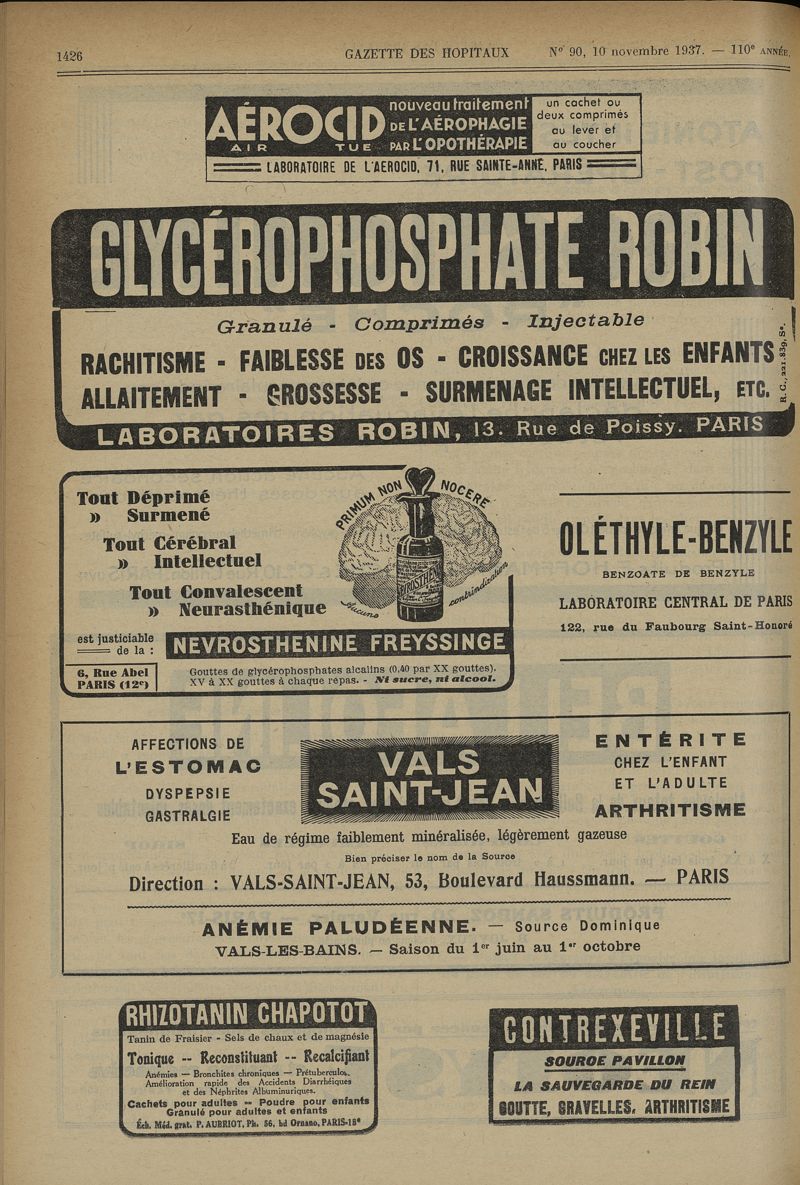 1426
GAZETTE DES HOPITAUX
N° 90, 10 novembre 1937. — 110e ANNÉE.
AÉROCID
AIR TUE
nouveau traitement
DE L'AÉROPHAGIE
PAR L'OPOTHÉRAPIE
un cachet ou
deux comprimés
au lever et
au coucher
LABORATOIRE DE L'AEROCID, 71, RUE SAINTE-ANNE, PARIS
GLYCÉROPHOSPHATE ROBIN
Granulé - Comprimés - Injectable
RACHITISME - FAIBLESSE DES OS - CROISSANCE CHEZ LES ENFANTS
ALLAITEMENT - GROSSESSE - SURMENAGE INTELLECTUEL, ETC.
R. C., 221.839, Se.
LABORATOIRES ROBIN, 13. Rue de Poissy. PARIS
Tout Déprimé
» Surmené
Tout Cérébral
» Intellectuel
Tout Convalescent
» Neurasthénique
PRIMUM NON NOCERE
Aucune contrindication
est justiciable
de la :
NEVROSTHENINE FREYSSINGE
6, Rue Abel
PARIS (12e)
Gouttes de glycérophosphates alcalins (0,40 par XX gouttes).
XV à XX gouttes à chaque repas. - Ni sucre, ni alcool.
OLÉTHYLE-BENZYLE
BENZOATE DE BENZYLE
LABORATOIRE CENTRAL DE PARIS
122, rue du Faubourg Saint-Honoré
AFFECTIONS DE
L'ESTOMAC
DYSPEPSIE
GASTRALGIE
VALS
SAINT-JEAN
ENTÉRITE
CHEZ L'ENFANT
ET L'ADULTE
ARTHRITISME
Eau de régime faiblement minéralisée, légèrement gazeuse
Bien préciser le nom de la Source
Direction : VALS-SAINT-JEAN, 53, Boulevard Haussmann. — PARIS
ANÉMIE PALUDÉENNE. — Source Dominique
VALS-LES-BAINS. — Saison du 1er juin au 1er octobre
RHIZOTANIN CHAPOTOT
Tanin de Fraisier - Sels de chaux et de magnésie
Tonique -- Reconstituant -- Recalcifiant
Anémies — Bronchites chroniques — Prétubercul.
Amélioration rapide des Accidents Diarrhéiques
et des Néphrites Albuminuriques.
Cachets pour adultes -- Poudre pour enfants
Granulé pour adultes et enfants
Éch. Méd. grat. P. AUBRIOT, Ph. 56, bd Ornano, PARIS-18e
CONTREXEVILLE
SOURCE PAVILLON
LA SAUVEGARDE DU REIN
GOUTTE, GRAVELLES, ARTHRITISME